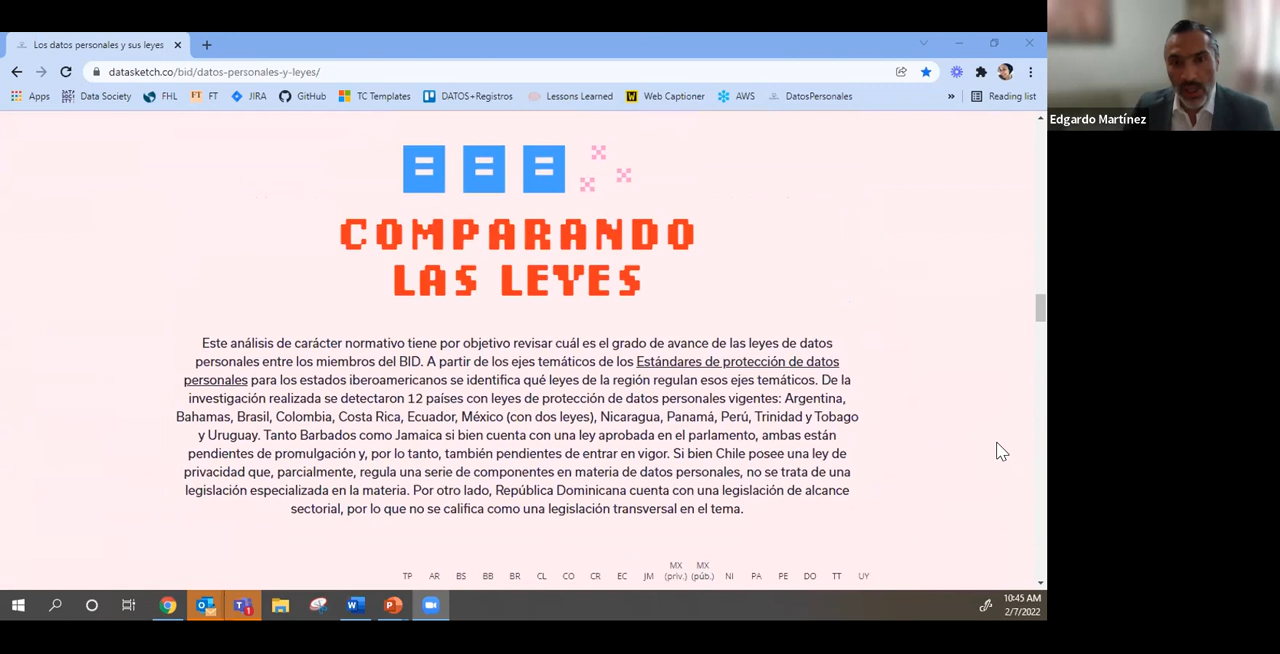 Los datos personales y sus leyes
datasketch.co/bid/datos-personales-y-leyes/
Apps Data Society FHL FT FT JIRA GitHub TC Templates DATOS+Registros Lessons Learned W Web Captioner AWS DatosPersonales » Reading list
Edgardo Martínez
COMPARANDO
LAS LEYES
Este análisis de carácter normativo tiene por objetivo revisar cuál es el grado de avance de las leyes de datos
personales entre los miembros del BID. A partir de los ejes temáticos de los Estándares de protección de datos
personales para los estados iberoamericanos se identifica qué leyes de la región regulan esos ejes temáticos. De la
investigación realizada se detectaron 12 países con leyes de protección de datos personales vigentes: Argentina,
Bahamas, Brasil, Colombia, Costa Rica, Ecuador, México (con dos leyes), Nicaragua, Panamá, Perú, Trinidad y Tobago
y Uruguay. Tanto Barbados como Jamaica si bien cuenta con una ley aprobada en el parlamento, ambas están
pendientes de promulgación y, por lo tanto, también pendientes de entrar en vigor. Si bien Chile posee una ley de
privacidad que, parcialmente, regula una serie de componentes en materia de datos personales, no se trata de una
legislación especializada en la materia. Por otro lado, República Dominicana cuenta con una legislación de alcance
sectorial, por lo que no se califica como una legislación transversal en el tema.
MX MX
TP AR BS BB BR CL CO CR EC JM (priv.) (púb.) NI PA PE DO TT UY
10:45 AM
2/7/2022